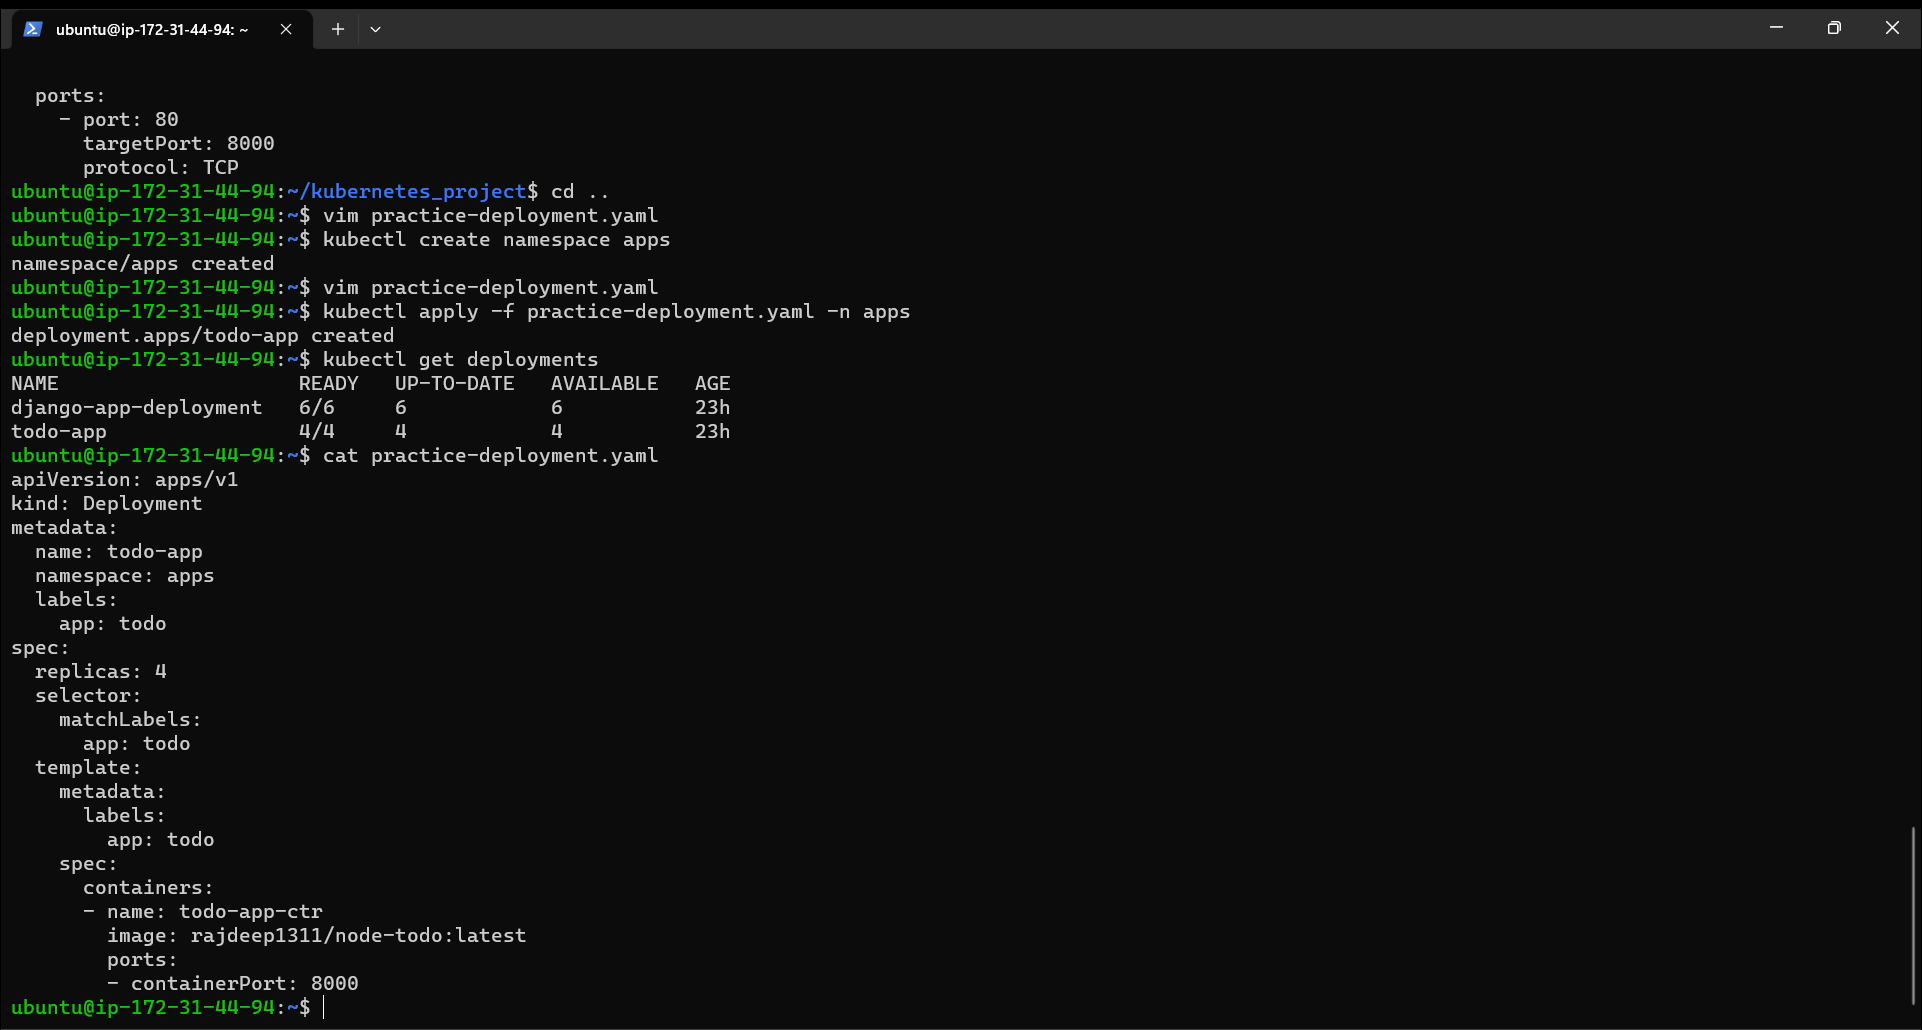 ubuntu@ip-172-31-44-94: ~
  ports:
    - port: 80
      targetPort: 8000
      protocol: TCP
ubuntu@ip-172-31-44-94:~/kubernetes_project$ cd ..
ubuntu@ip-172-31-44-94:~$ vim practice-deployment.yaml
ubuntu@ip-172-31-44-94:~$ kubectl create namespace apps
namespace/apps created
ubuntu@ip-172-31-44-94:~$ vim practice-deployment.yaml
ubuntu@ip-172-31-44-94:~$ kubectl apply -f practice-deployment.yaml -n apps
deployment.apps/todo-app created
ubuntu@ip-172-31-44-94:~$ kubectl get deployments
NAME                    READY   UP-TO-DATE   AVAILABLE   AGE
django-app-deployment   6/6     6            6           23h
todo-app                4/4     4            4           23h
ubuntu@ip-172-31-44-94:~$ cat practice-deployment.yaml
apiVersion: apps/v1
kind: Deployment
metadata:
  name: todo-app
  namespace: apps
  labels:
    app: todo
spec:
  replicas: 4
  selector:
    matchLabels:
      app: todo
  template:
    metadata:
      labels:
        app: todo
    spec:
      containers:
      - name: todo-app-ctr
        image: rajdeep1311/node-todo:latest
        ports:
        - containerPort: 8000
ubuntu@ip-172-31-44-94:~$